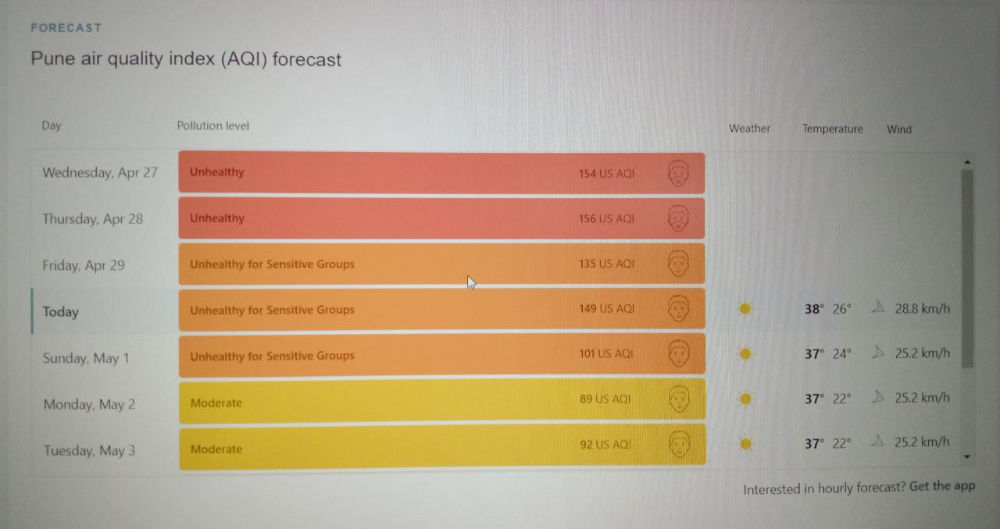 FORECAST
Pune air quality index (AQI) forecast
Day Pollution level Weather Temperature Wind
Wednesday, Apr 27 Unhealthy 154 US AQI
Thursday, Apr 28 Unhealthy 156 US AQI
Friday, Apr 29 Unhealthy for Sensitive Groups 135 US AQI
Today Unhealthy for Sensitive Groups 149 US AQI 38° 26° 28.8 km/h
Sunday, May 1 Unhealthy for Sensitive Groups 101 US AQI 37° 24° 25.2 km/h
Monday, May 2 Moderate 89 US AQI 37° 22° 25.2 km/h
Tuesday, May 3 Moderate 92 US AQI 37° 22° 25.2 km/h
Interested in hourly forecast? Get the app